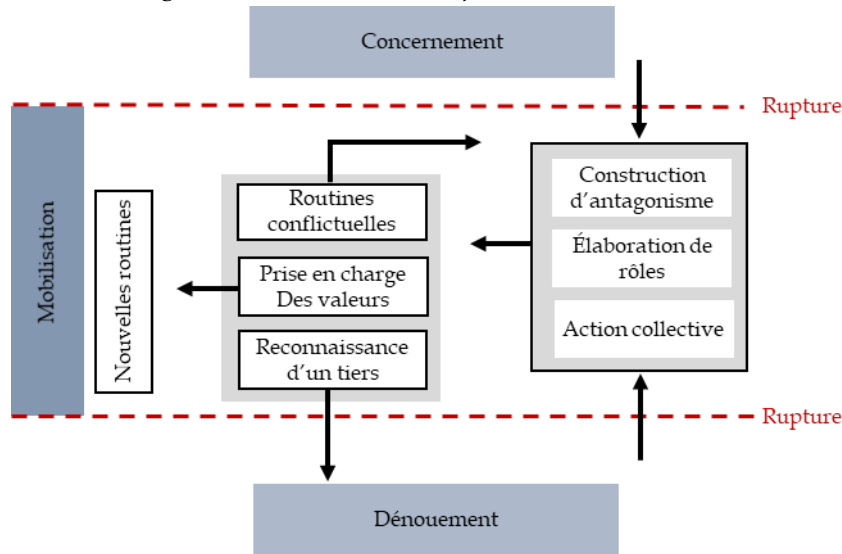 Concernement
Rupture
Mobilisation
Nouvelles routines
Routines
conflictuelles
Prise en charge
Des valeurs
Reconnaissance
d’un tiers
Construction
d’antagonisme
Élaboration de
rôles
Action collective
Rupture
Dénouement